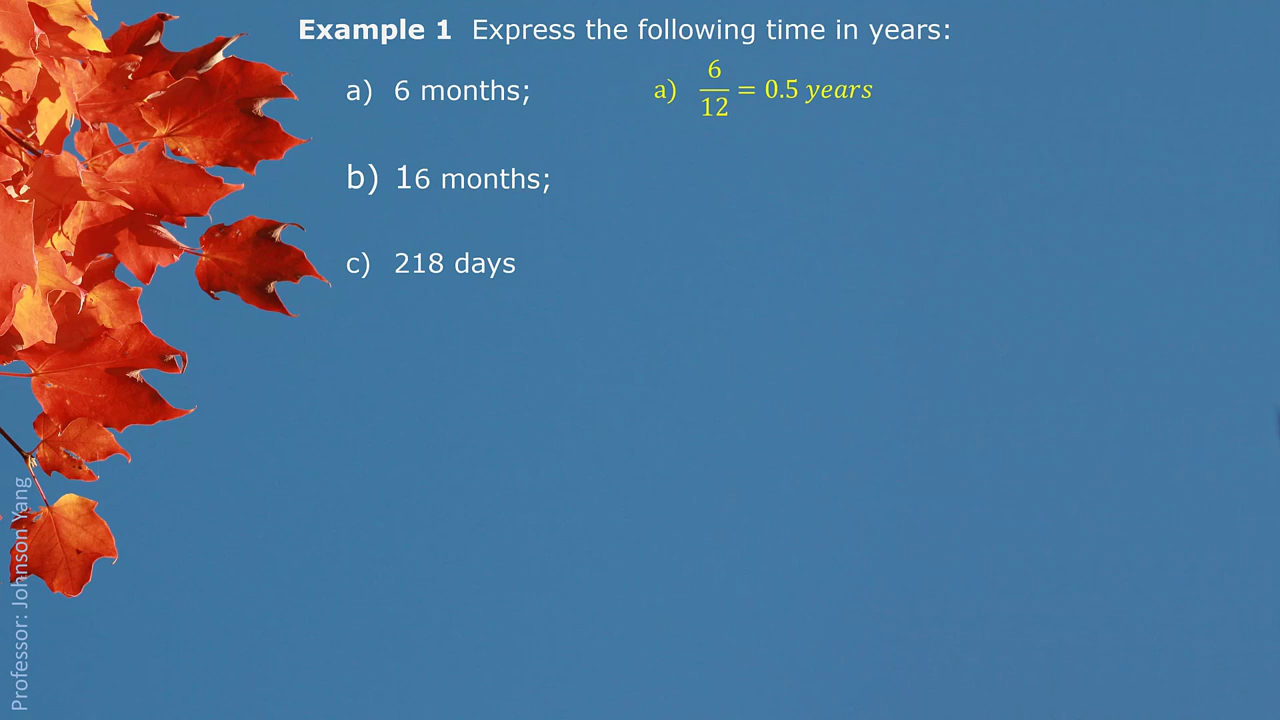 Example 1 Express the following time in years:
a) 6 months;
a) 6/12 = 0.5 years
b) 16 months;
c) 218 days
Professor: Johnson Yang